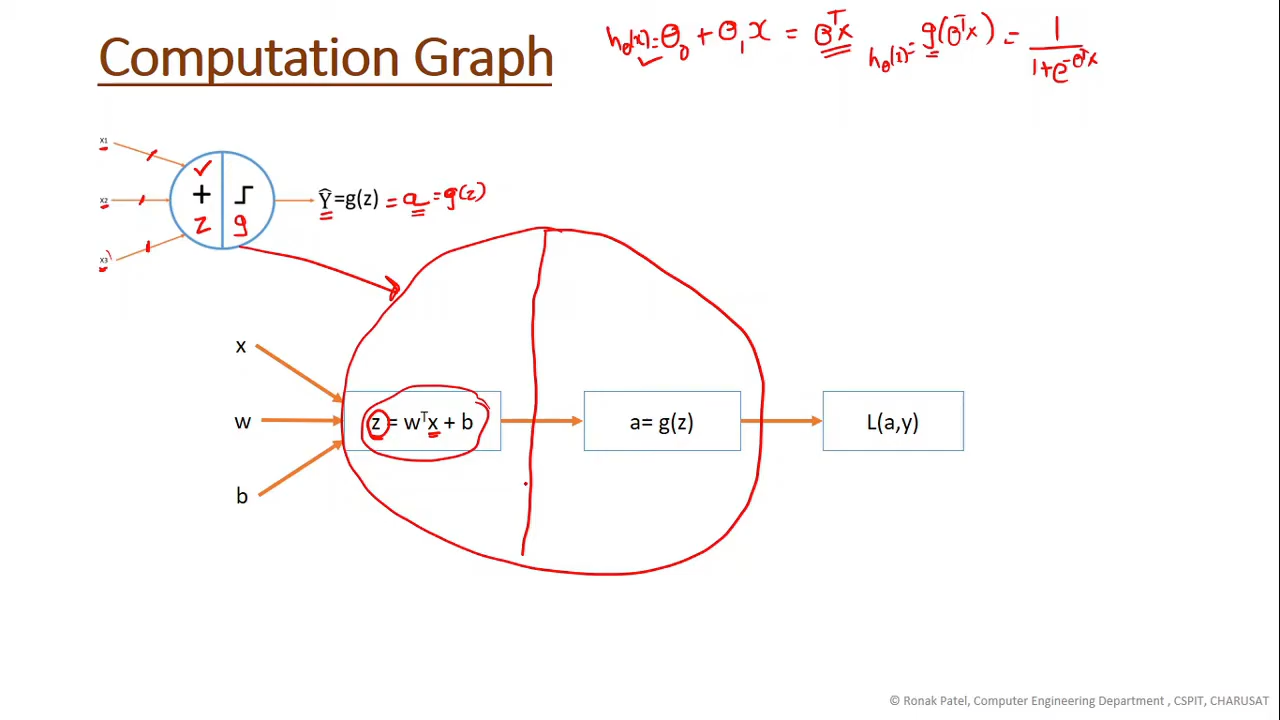 Computation Graph
hθ(x) = θ₀ + θ₁x = θᵀx hθ(x) = g(θᵀx) = 1 / 1+e^-θᵀx
x1
x2
x3
+
z g
Ŷ=g(z) = a = g(z)
x
w
b
z = wᵀx + b
a= g(z)
L(a,y)
© Ronak Patel, Computer Engineering Department , CSPIT, CHARUSAT